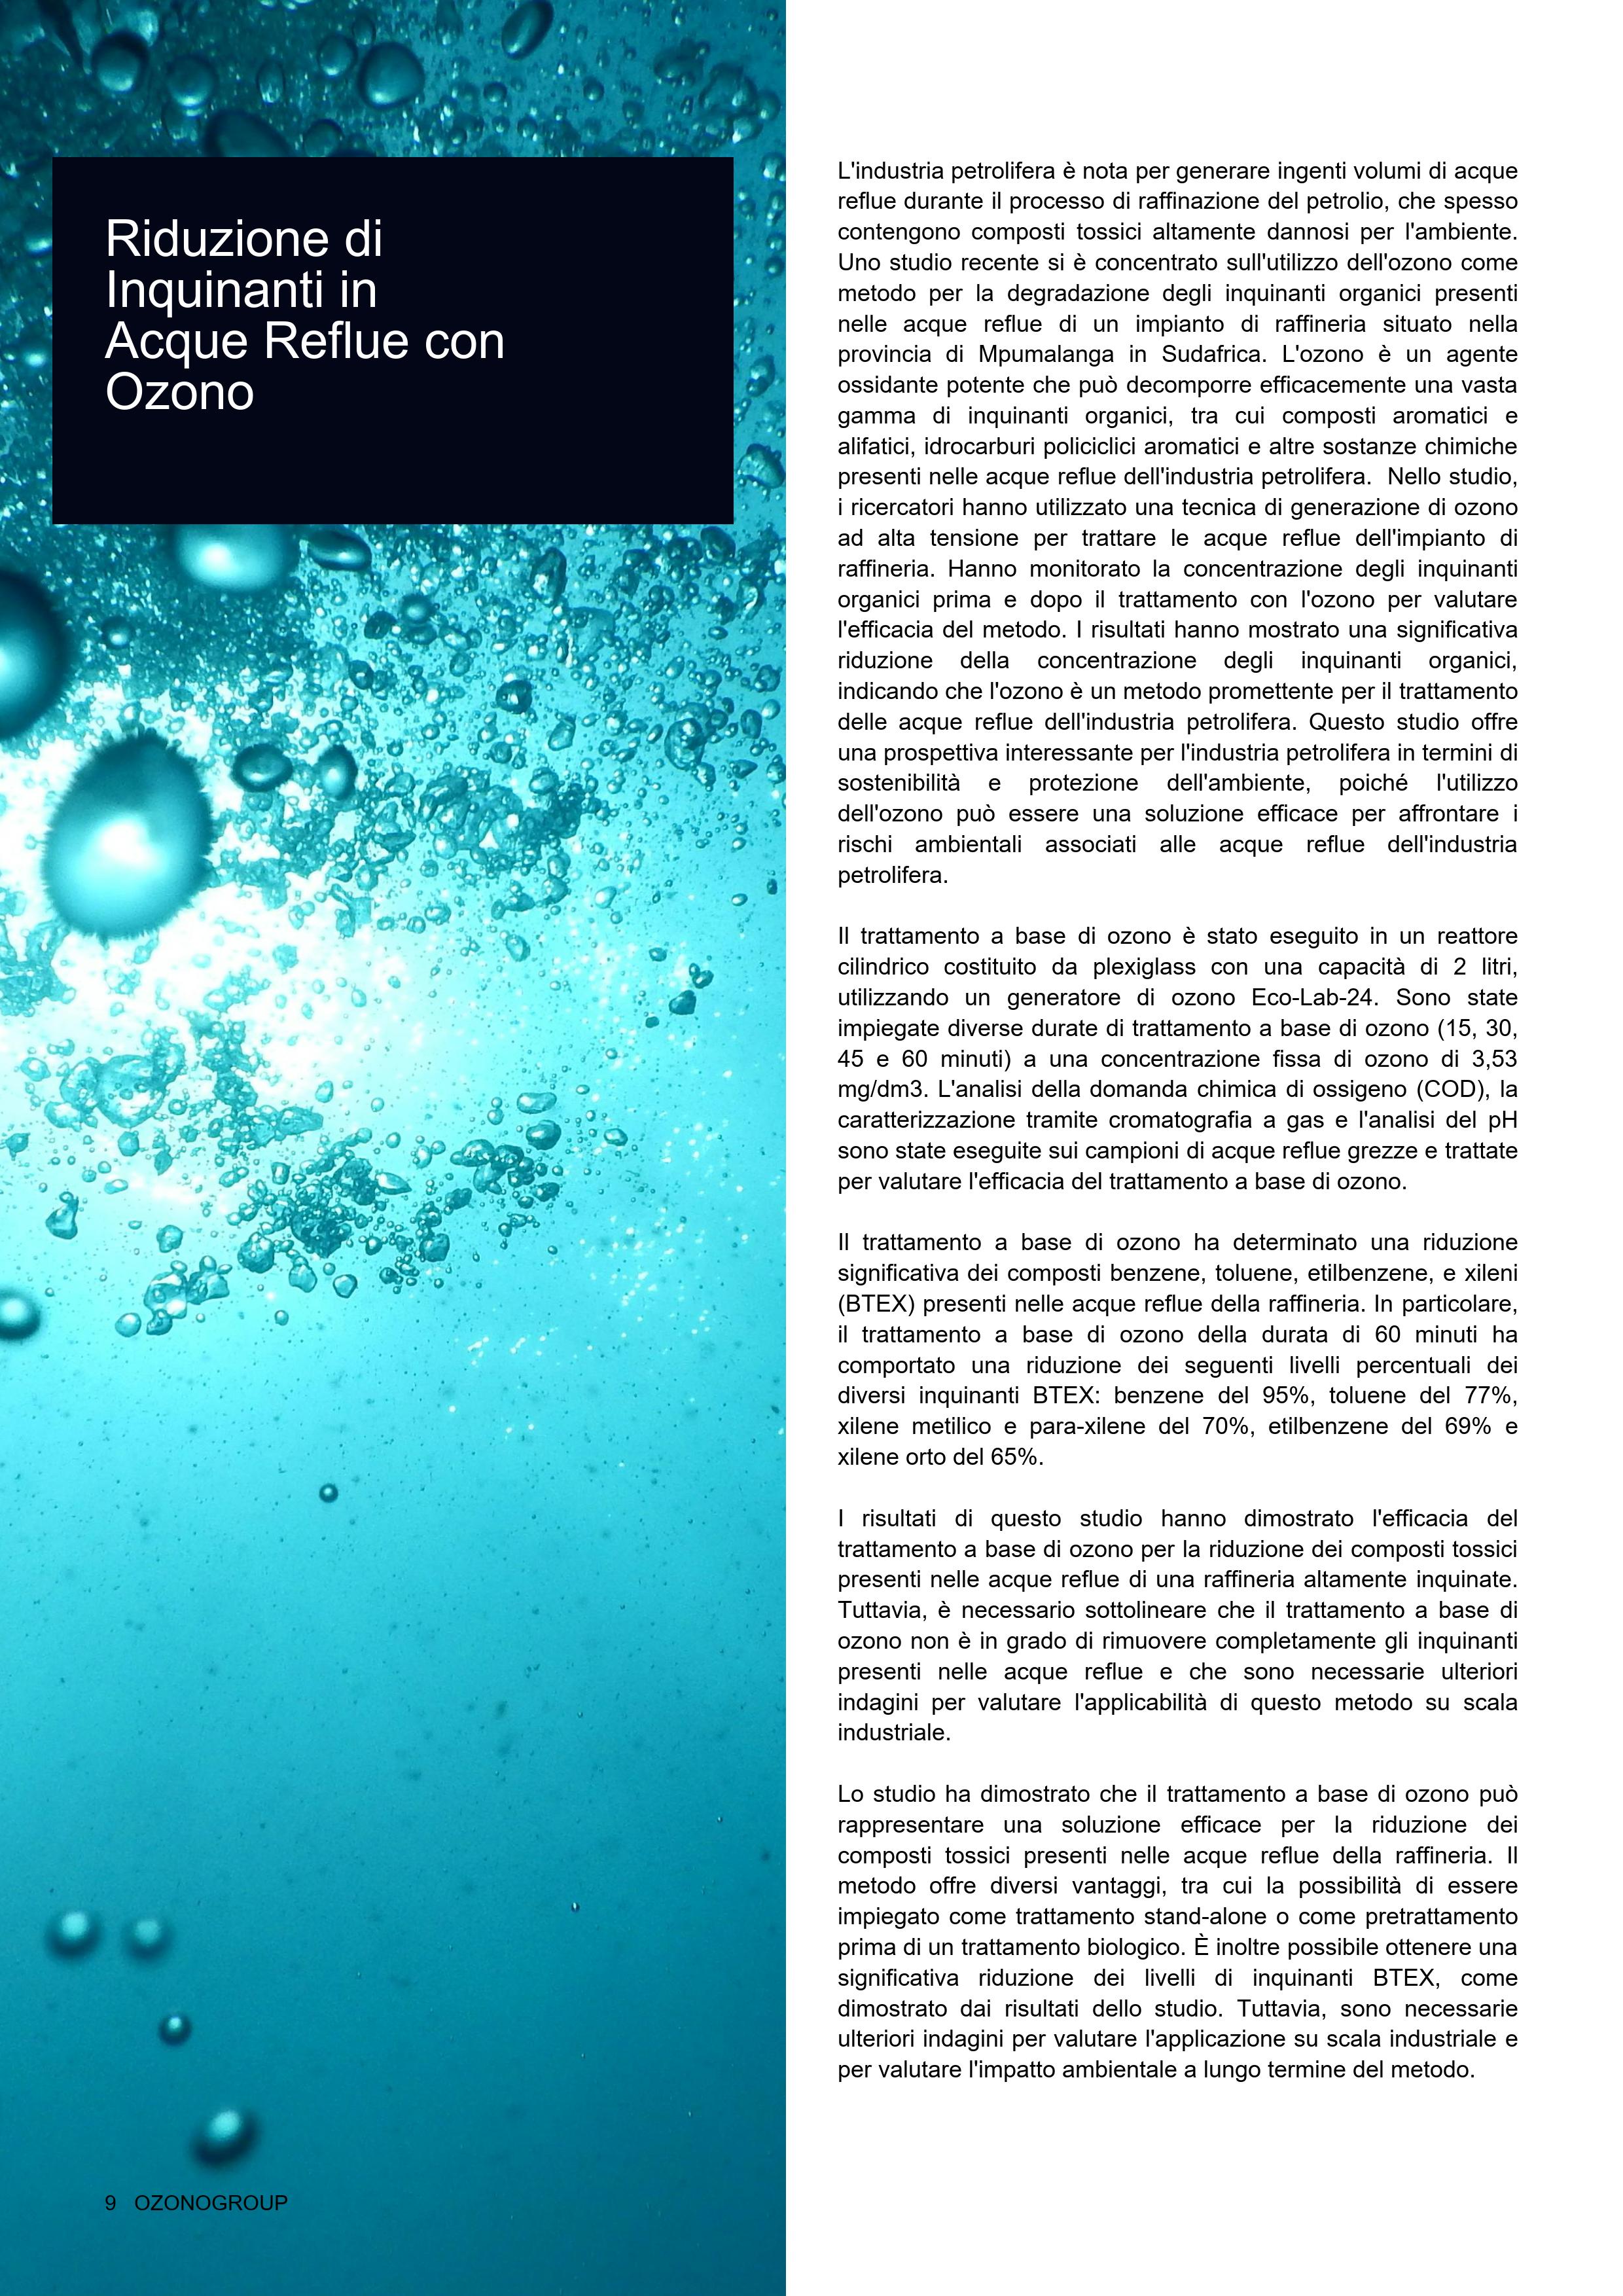 Riduzione di
Inquinanti in
Acque Reflue con
Ozono
L'industria petrolifera è nota per generare ingenti volumi di acque
reflue durante il processo di raffinazione del petrolio, che spesso
contengono composti tossici altamente dannosi per l'ambiente.
Uno studio recente si è concentrato sull'utilizzo dell'ozono come
metodo per la degradazione degli inquinanti organici presenti
nelle acque reflue di un impianto di raffineria situato nella
provincia di Mpumalanga in Sudafrica. L'ozono è un agente
ossidante potente che può decomporre efficacemente una vasta
gamma di inquinanti organici, tra cui composti aromatici e
alifatici, idrocarburi policiclici aromatici e altre sostanze chimiche
presenti nelle acque reflue dell'industria petrolifera.  Nello studio,
i ricercatori hanno utilizzato una tecnica di generazione di ozono
ad alta tensione per trattare le acque reflue dell'impianto di
raffineria. Hanno monitorato la concentrazione degli inquinanti
organici prima e dopo il trattamento con l'ozono per valutare
l'efficacia del metodo. I risultati hanno mostrato una significativa
riduzione della concentrazione degli inquinanti organici,
indicando che l'ozono è un metodo promettente per il trattamento
delle acque reflue dell'industria petrolifera. Questo studio offre
una prospettiva interessante per l'industria petrolifera in termini di
sostenibilità e protezione dell'ambiente, poiché l'utilizzo
dell'ozono può essere una soluzione efficace per affrontare i
rischi ambientali associati alle acque reflue dell'industria
petrolifera.
Il trattamento a base di ozono è stato eseguito in un reattore
cilindrico costituito da plexiglass con una capacità di 2 litri,
utilizzando un generatore di ozono Eco-Lab-24. Sono state
impiegate diverse durate di trattamento a base di ozono (15, 30,
45 e 60 minuti) a una concentrazione fissa di ozono di 3,53
mg/dm3. L'analisi della domanda chimica di ossigeno (COD), la
caratterizzazione tramite cromatografia a gas e l'analisi del pH
sono state eseguite sui campioni di acque reflue grezze e trattate
per valutare l'efficacia del trattamento a base di ozono.
Il trattamento a base di ozono ha determinato una riduzione
significativa dei composti benzene, toluene, etilbenzene, e xileni
(BTEX) presenti nelle acque reflue della raffineria. In particolare,
il trattamento a base di ozono della durata di 60 minuti ha
comportato una riduzione dei seguenti livelli percentuali dei
diversi inquinanti BTEX: benzene del 95%, toluene del 77%,
xilene metilico e para-xilene del 70%, etilbenzene del 69% e
xilene orto del 65%.
I risultati di questo studio hanno dimostrato l'efficacia del
trattamento a base di ozono per la riduzione dei composti tossici
presenti nelle acque reflue di una raffineria altamente inquinate.
Tuttavia, è necessario sottolineare che il trattamento a base di
ozono non è in grado di rimuovere completamente gli inquinanti
presenti nelle acque reflue e che sono necessarie ulteriori
indagini per valutare l'applicabilità di questo metodo su scala
industriale.
Lo studio ha dimostrato che il trattamento a base di ozono può
rappresentare una soluzione efficace per la riduzione dei
composti tossici presenti nelle acque reflue della raffineria. Il
metodo offre diversi vantaggi, tra cui la possibilità di essere
impiegato come trattamento stand-alone o come pretrattamento
prima di un trattamento biologico. È inoltre possibile ottenere una
significativa riduzione dei livelli di inquinanti BTEX, come
dimostrato dai risultati dello studio. Tuttavia, sono necessarie
ulteriori indagini per valutare l'applicazione su scala industriale e
per valutare l'impatto ambientale a lungo termine del metodo.
9 OZONOGROUP